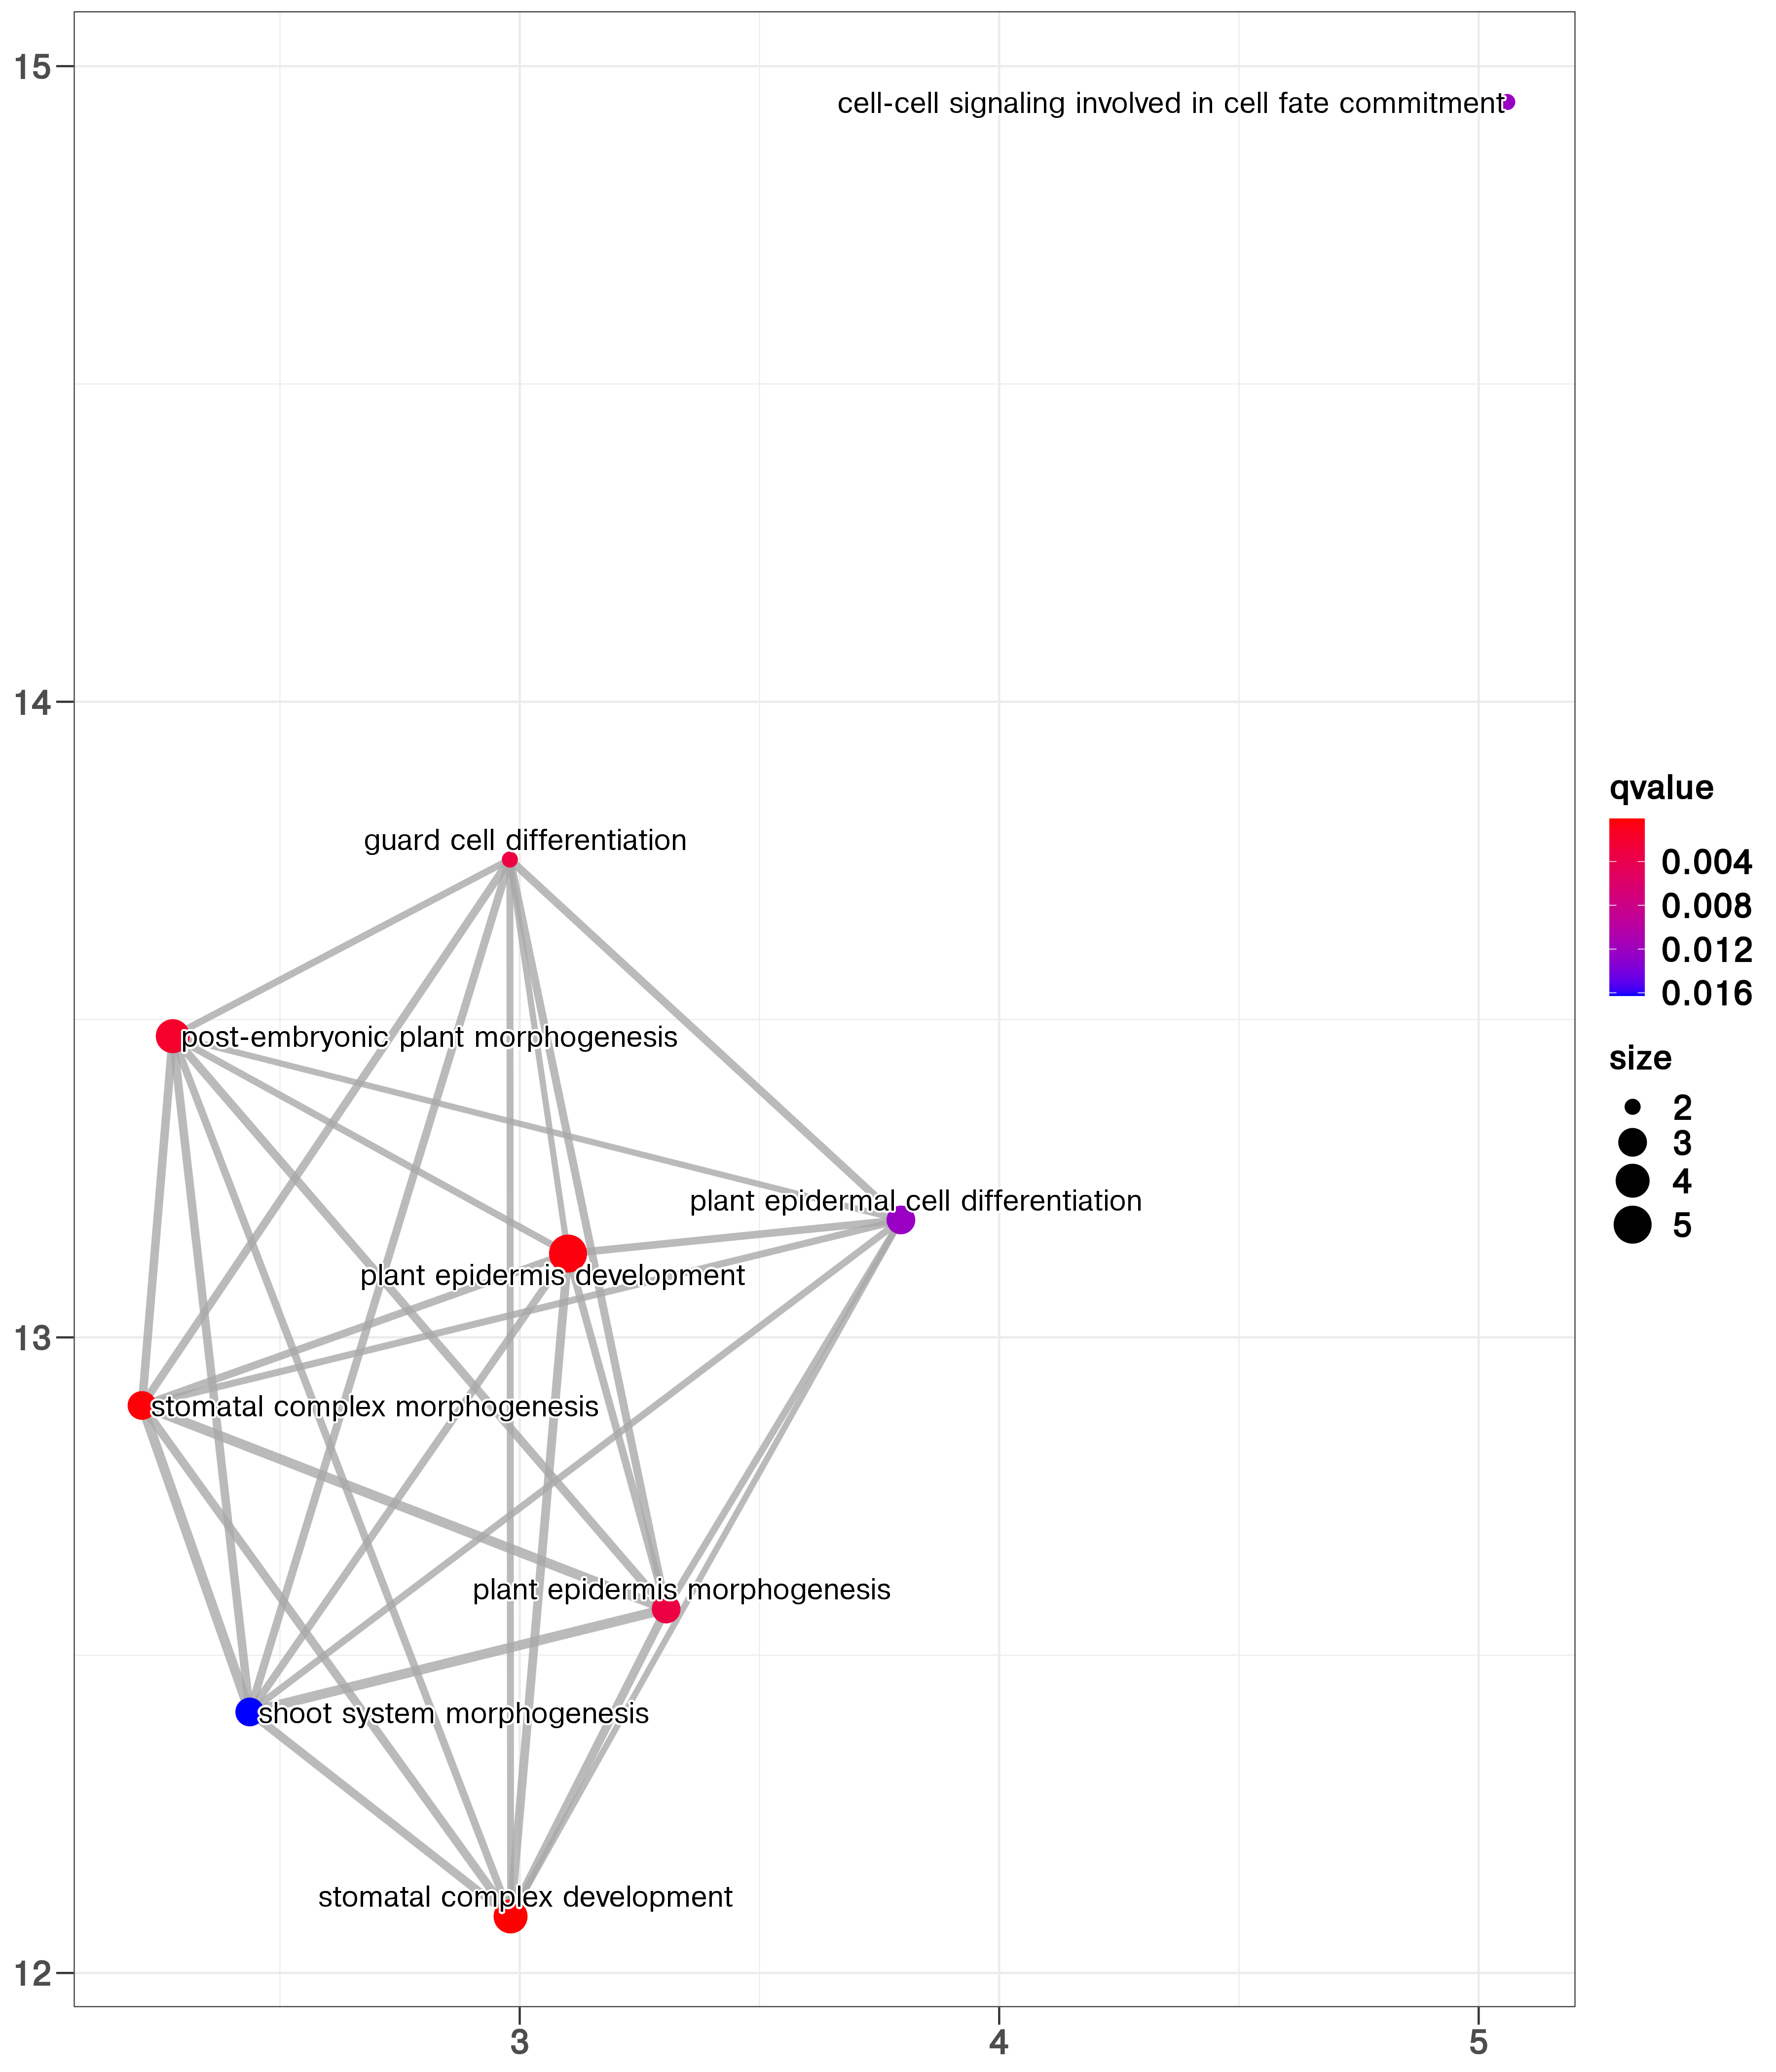 15
cell-cell signaling involved in cell fate commitment
14
qvalue
0.004
0.008
0.012
0.016
size
2
3
4
5
guard cell differentiation
post-embryonic plant morphogenesis
plant epidermal cell differentiation
plant epidermis development
13
stomatal complex morphogenesis
plant epidermis morphogenesis
shoot system morphogenesis
stomatal complex development
12
3
4
5